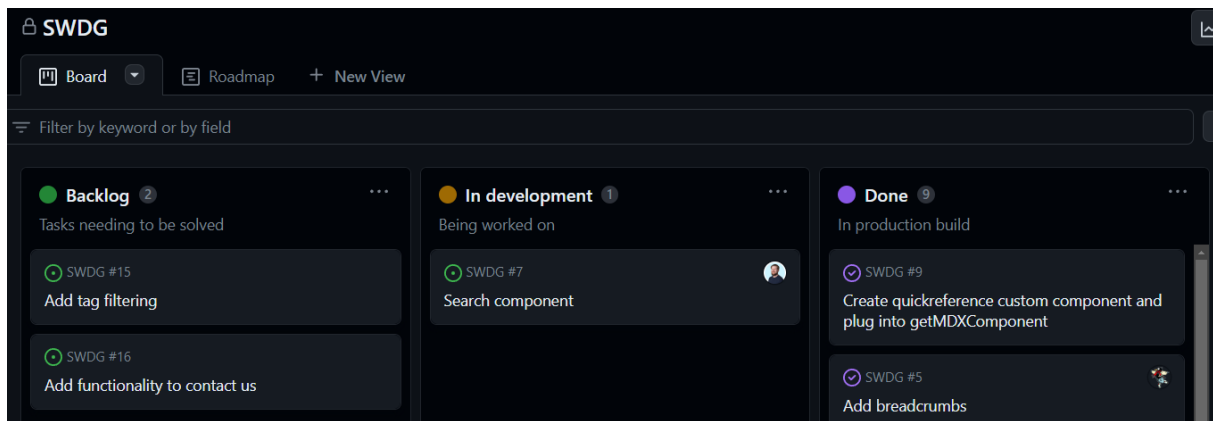 SWDG
Board
Roadmap
New View
Filter by keyword or by field
Backlog 2
Tasks needing to be solved
SWDG #15
Add tag filtering
SWDG #16
Add functionality to contact us
In development 1
Being worked on
SWDG #7
Search component
Done 9
In production build
SWDG #9
Create quickreference custom component and
plug into getMDXComponent
SWDG #5
Add breadcrumbs